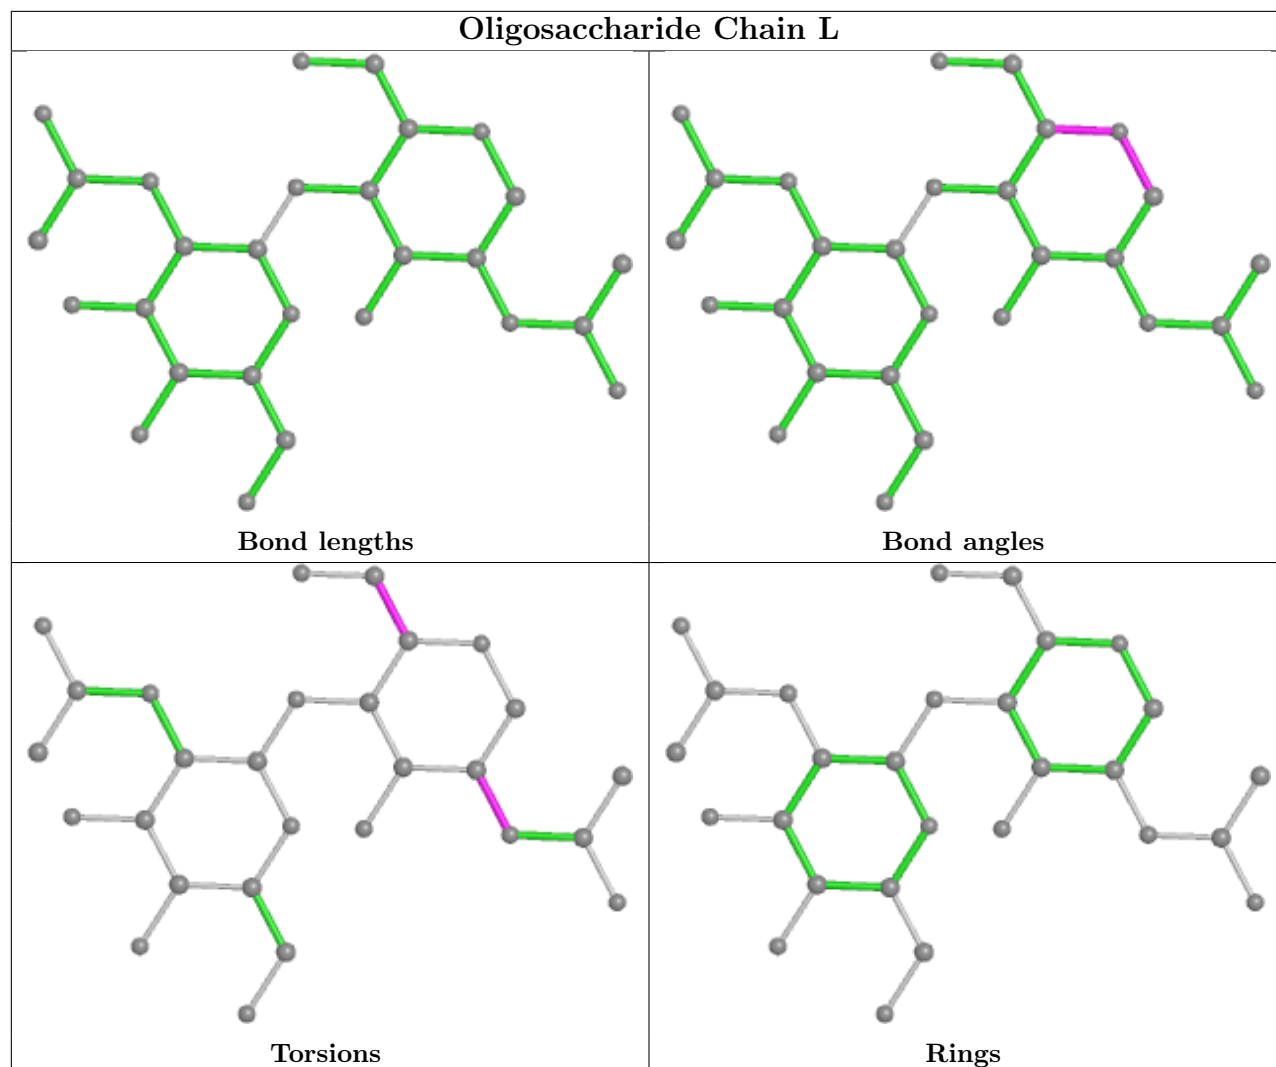 Oligosaccharide Chain L
Bond lengths
Bond angles
Torsions
Rings